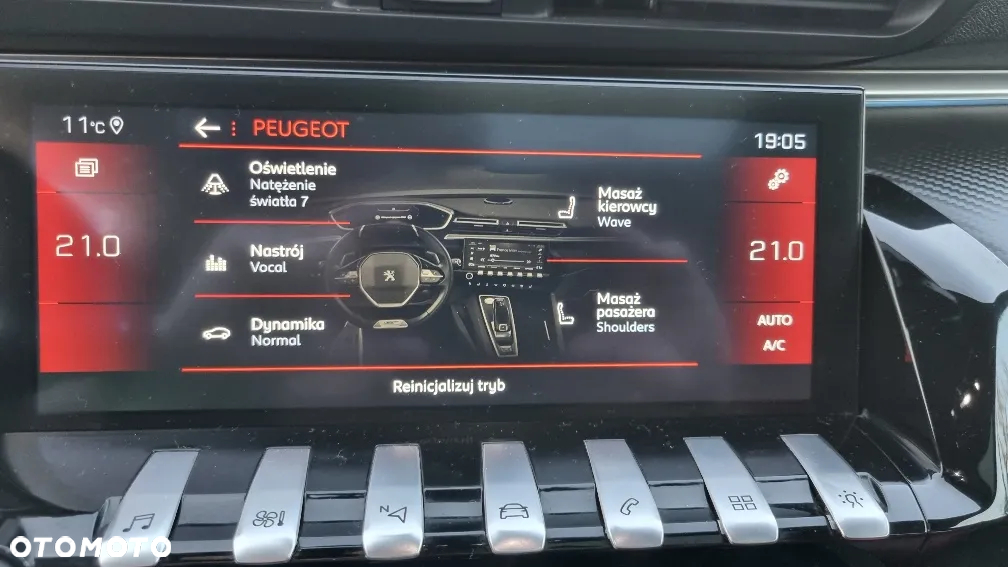 11°C
PEUGEOT
19:05
Oświetlenie
Natężenie
światła 7
Masaż
kierowcy
Wave
21.0
21.0
Nastrój
Vocal
Masaż
pasażera
Shoulders
Dynamika
Normal
AUTO
A/C
Reinicjalizuj tryb
N
OTOMOTO